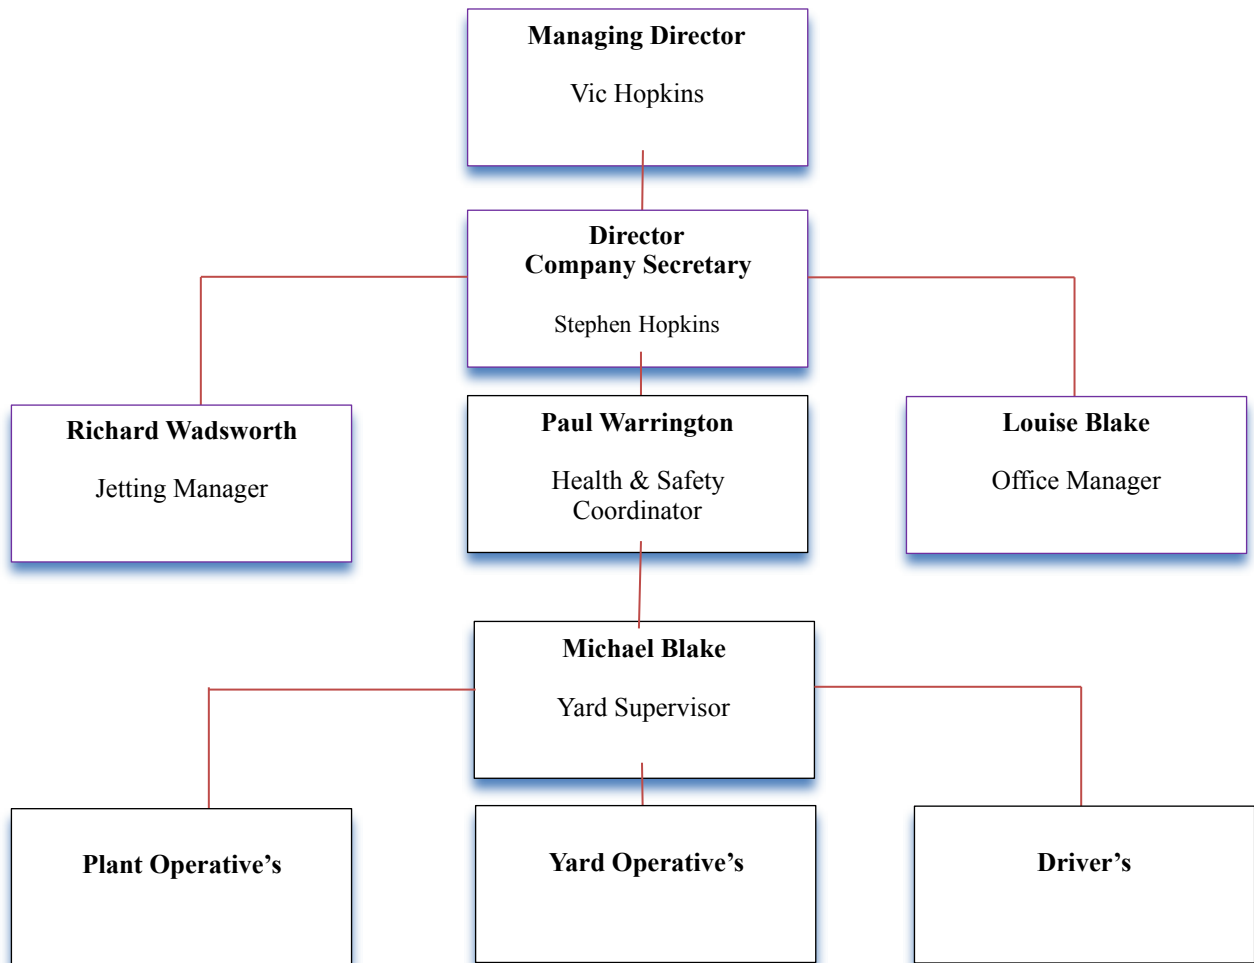 Managing Director
Vic Hopkins
Director
Company Secretary
Stephen Hopkins
Richard Wadsworth
Jetting Manager
Paul Warrington
Health & Safety
Coordinator
Louise Blake
Office Manager
Michael Blake
Yard Supervisor
Plant Operative’s
Yard Operative’s
Driver’s